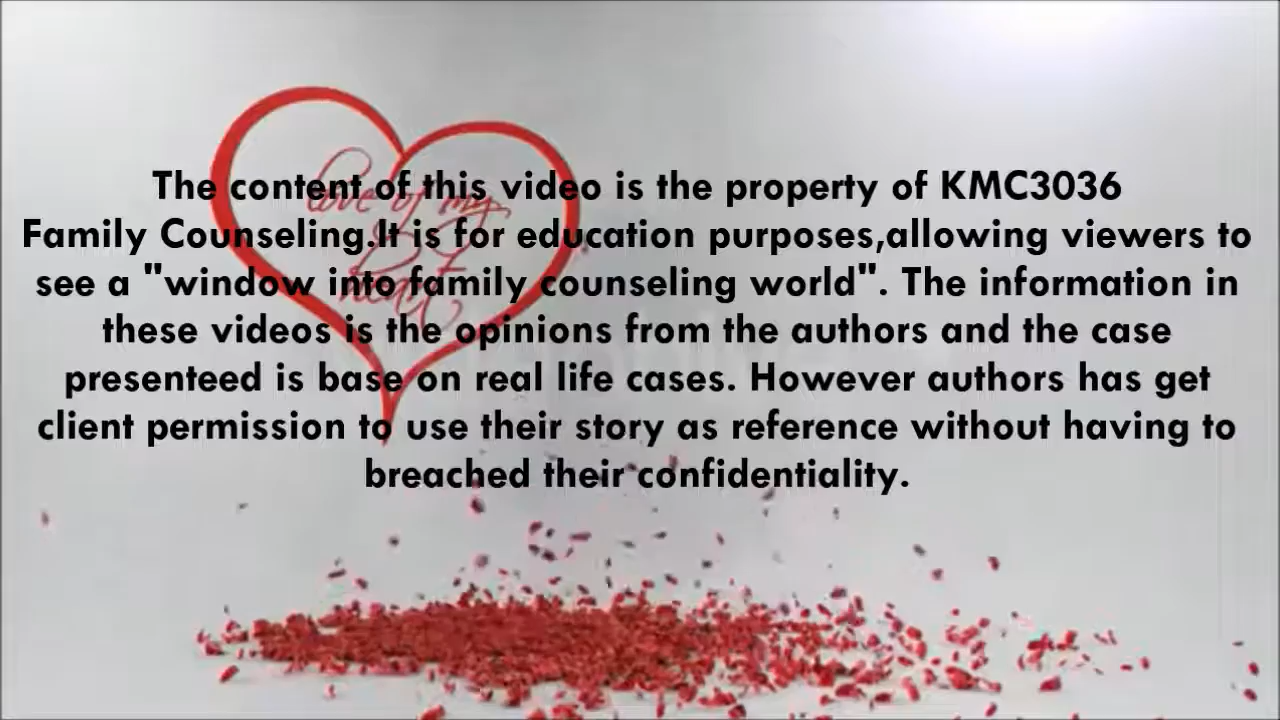 The content of this video is the property of KMC3036
Family Counseling.It is for education purposes,allowing viewers to
see a "window into family counseling world". The information in
these videos is the opinions from the authors and the case
presenteed is base on real life cases. However authors has get
client permission to use their story as reference without having to
breached their confidentiality.
love of my